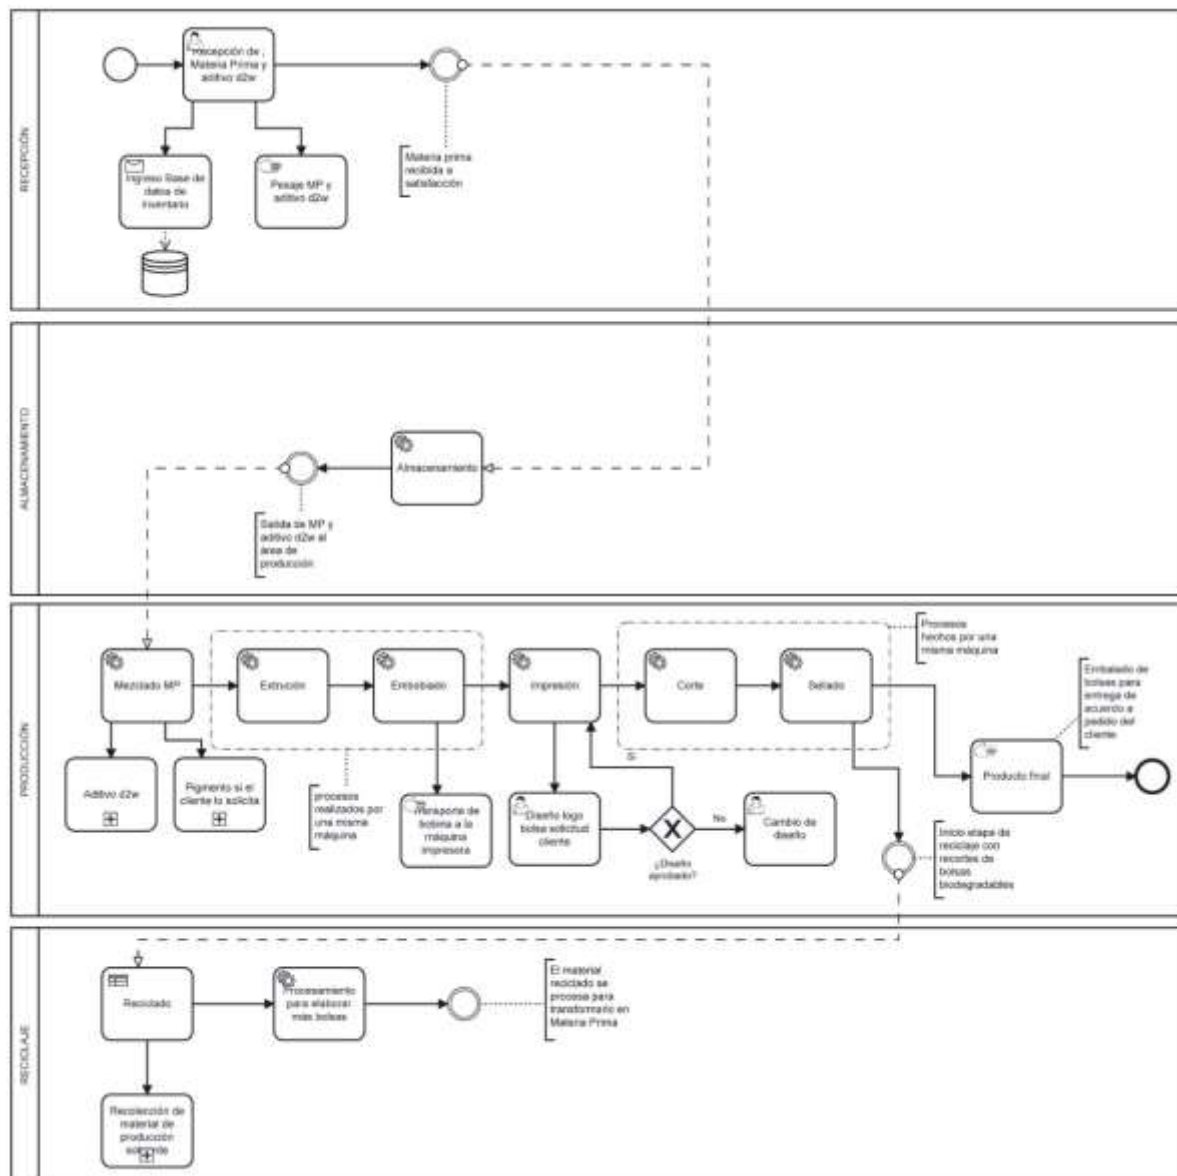 RECEPCIÓN
Recepción de ,
Materia Prima y
aditivo d2w
Ingreso Base de
datos de
inventario
Pesaje MP y
aditivo d2w
Materia prima
recibida a
satisfacción
ALMACENAMIENTO
Almacenamiento
Salida de MP y
aditivo d2w al
área de
producción
PRODUCCIÓN
Mezclado MP
Extrución
Embobiado
Impresión
Corte
Sellado
Procesos
hechos por una
misma máquina
Embalado de
bolsas para
entrega de
acuerdo a
pedido del
cliente
Aditivo d2w
Pigmento si el
cliente lo solicita
procesos
realizados por
una misma
máquina
Transporte de
bobina a la
máquina
impresora
Diseño logo
bolsa solicitud
cliente
Si
¿Diseño
aprobado?
No
Cambio de
diseño
Producto final
Inicio etapa de
reciclaje con
recortes de
bolsas
biodegradables
RECICLAJE
Reciclado
Procesamiento
para elaborar
más bolsas
El material
reciclado se
procesa para
transformarlo en
Materia Prima
Recolección de
material de
producción
sobrante